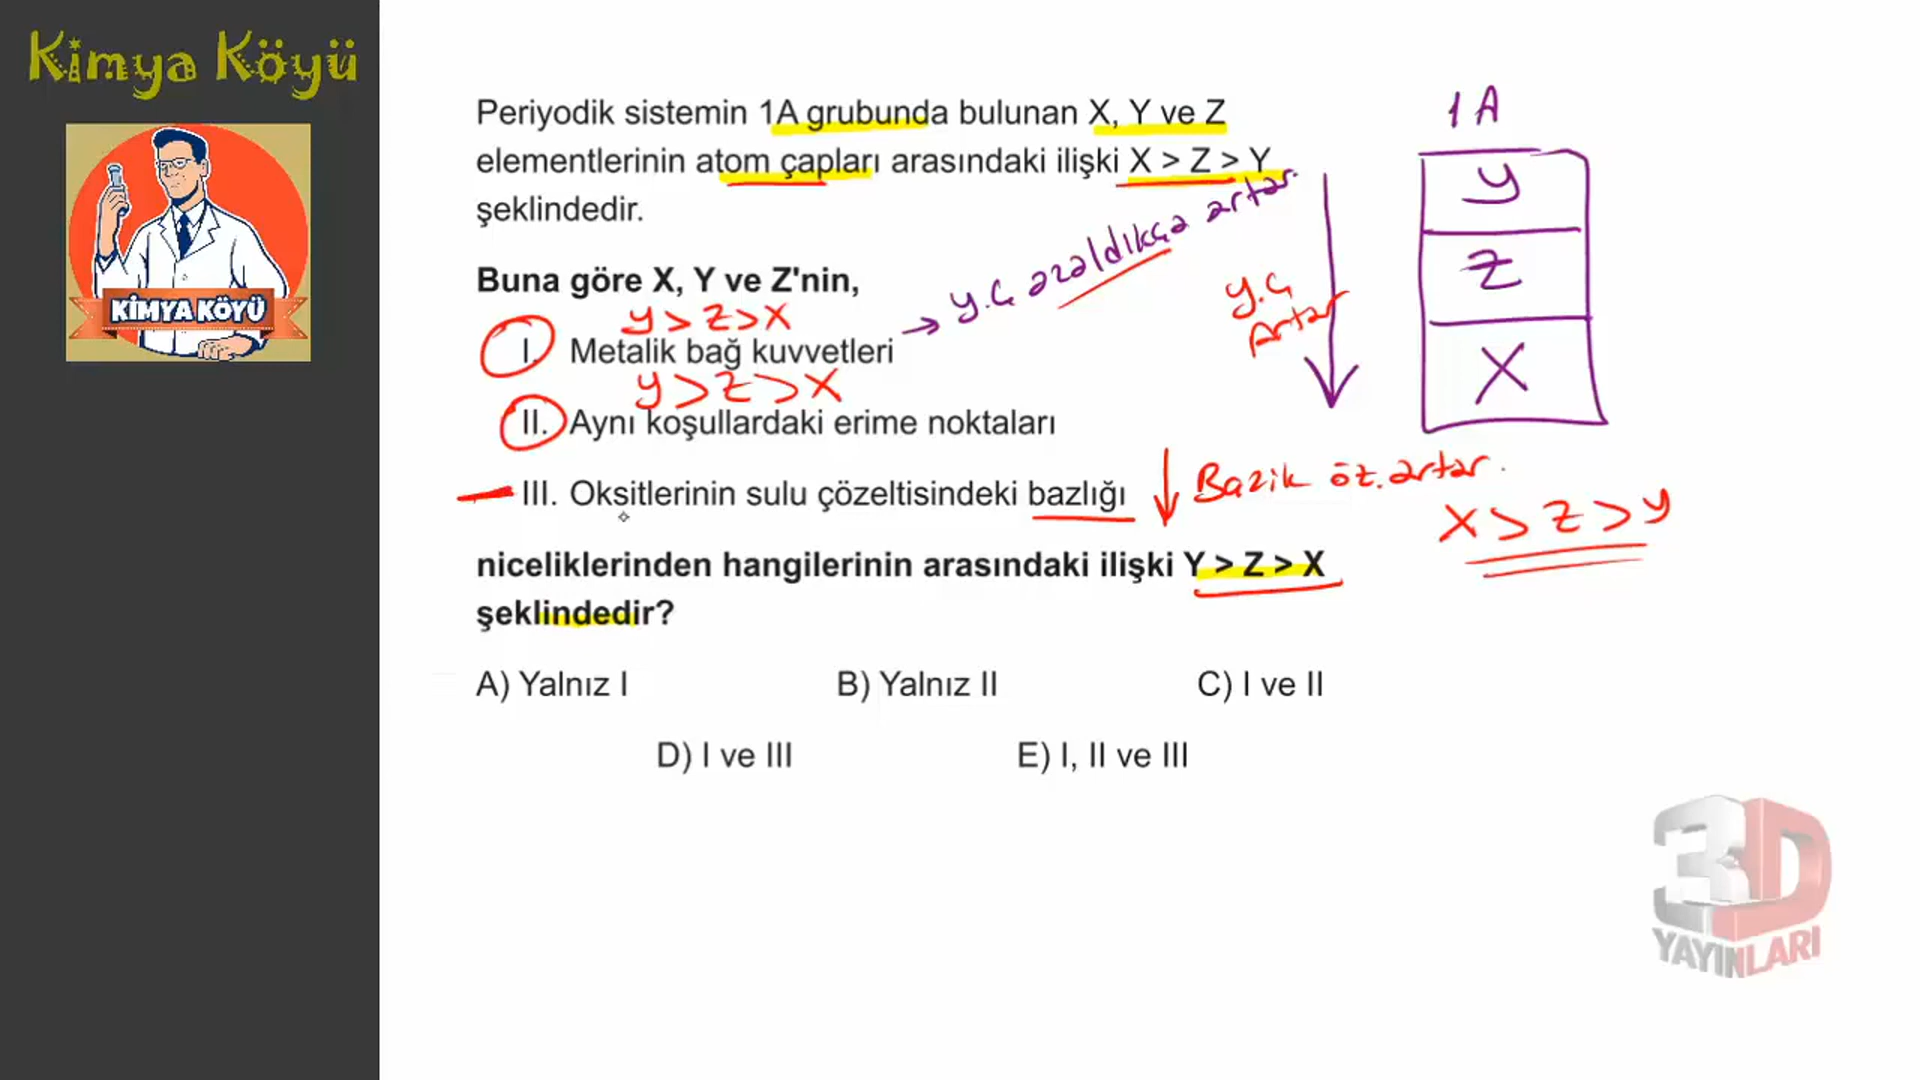 Kimya Köyü
KİMYA KÖYÜ
Periyodik sistemin 1A grubunda bulunan X, Y ve Z
elementlerinin atom çapları arasındaki ilişki X > Z > Y
şeklindedir.
Buna göre X, Y ve Z'nin,
y > z > x
I. Metalik bağ kuvvetleri
→ y.ç azaldıkça artar.
y > z > x
II. Aynı koşullardaki erime noktaları
III. Oksitlerinin sulu çözeltisindeki bazlığı
↓ Bazik öz. artar.
x > z > y
niceliklerinden hangilerinin arasındaki ilişki Y > Z > X
şeklindedir?
A) Yalnız I B) Yalnız II C) I ve II
D) I ve III E) I, II ve III
1A
y
z
x
y.ç
Artar
3D
YAYINLARI